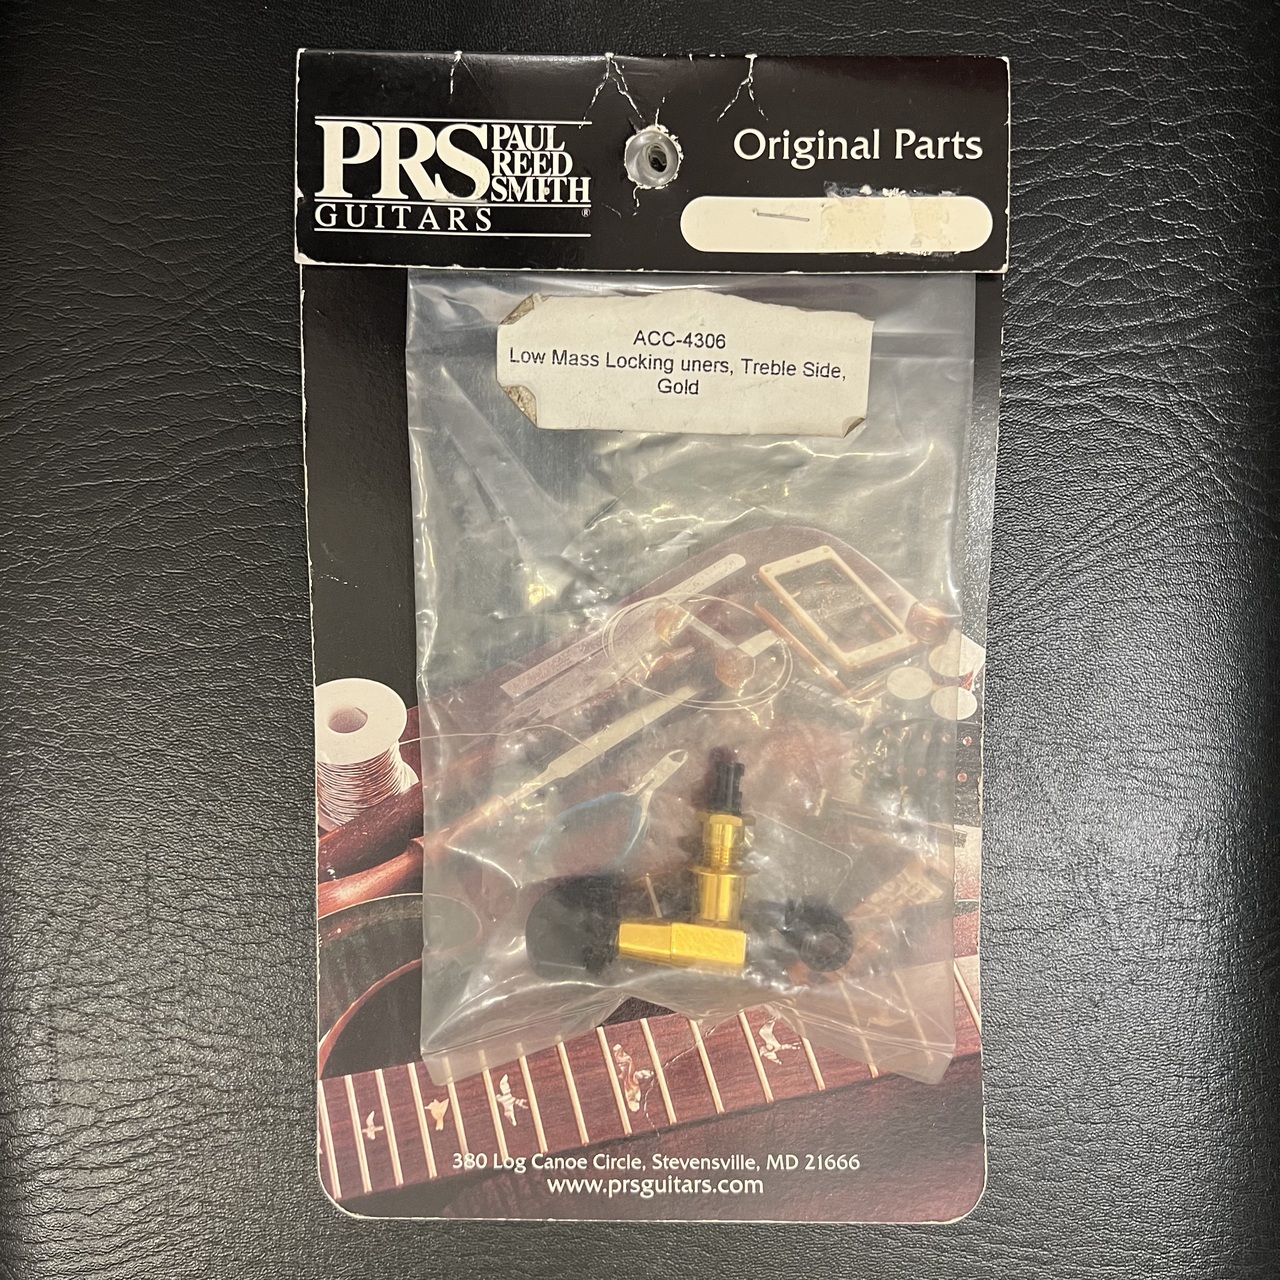 PRS PAUL
REED
SMITH
GUITARS ®
Original Parts
ACC-4306
Low Mass Locking uners, Treble Side,
Gold
380 Log Canoe Circle, Stevensville, MD 21666
www.prsguitars.com